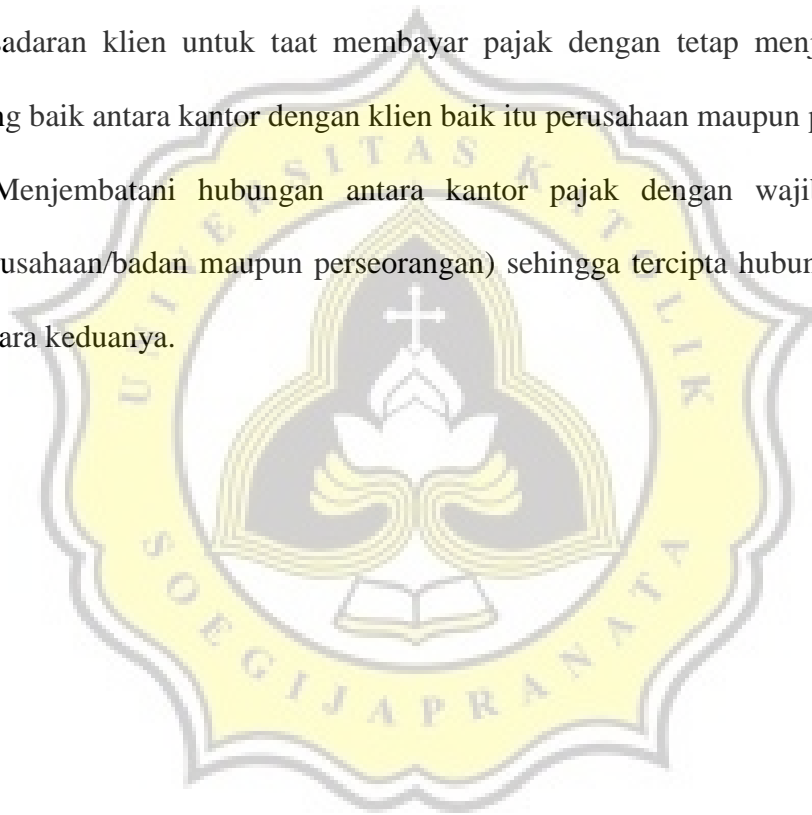 adaran klien untuk taat membayar pajak dengan tetap menj
ng baik antara kantor dengan klien baik itu perusahaan maupun p
Menjembatani hubungan antara kantor pajak dengan waji
usahaan/badan maupun perseorangan) sehingga tercipta hubun
ara keduanya.
UNIVERSITAS KATOLIK
SOEGIJAPRANATA